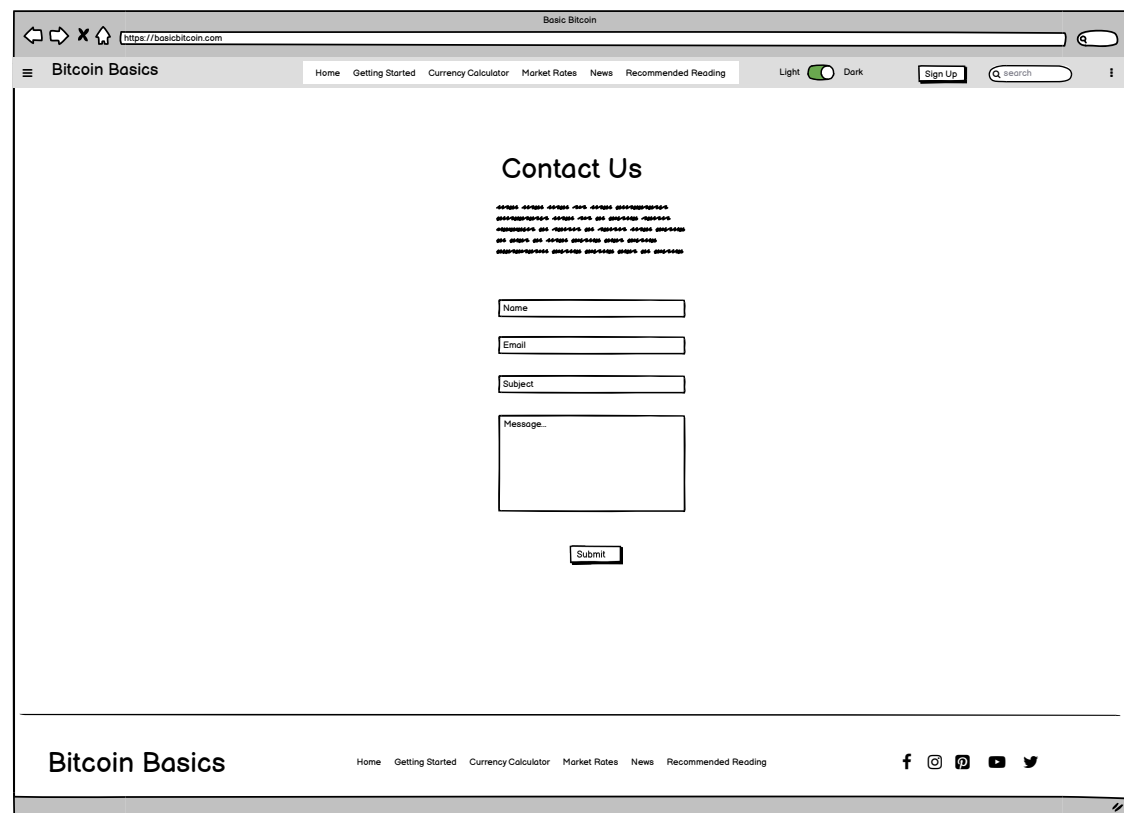 Basic Bitcoin
https://basicbitcoin.com
Bitcoin Basics
Home Getting Started Currency Calculator Market Rates News Recommended Reading
Light Dark
Sign Up
search
Contact Us
Name
Email
Subject
Message...
Submit
Bitcoin Basics
Home Getting Started Currency Calculator Market Rates News Recommended Reading